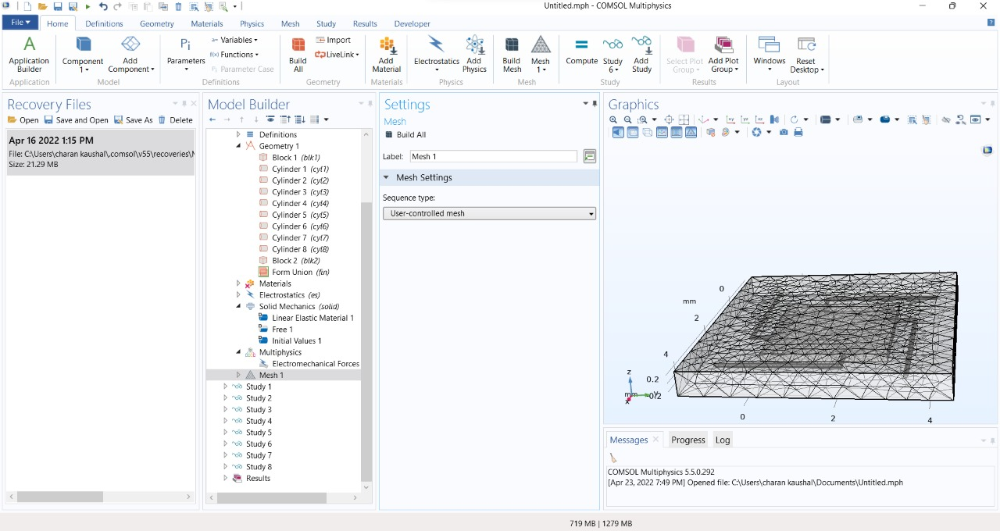 Untitled.mph - COMSOL Multiphysics
File
Home
Definitions
Geometry
Materials
Physics
Mesh
Study
Results
Developer
Application Builder
Application
Component 1
Add Component
Model
Parameters
Variables
Functions
Parameter Case
Definitions
Build All
Import
LiveLink
Geometry
Add Material
Materials
Electrostatics
Add Physics
Physics
Build Mesh
Mesh 1
Mesh
Compute
Study 6
Add Study
Study
Select Plot Group
Add Plot Group
Results
Windows
Reset Desktop
Layout
Recovery Files
Open
Save and Open
Save As
Delete
Apr 16 2022 1:15 PM
File: C:\Users\charan kaushal\.comsol\v55\recoveries\
Size: 21.29 MB
Model Builder
Definitions
Geometry 1
Block 1 (blk1)
Cylinder 1 (cyl1)
Cylinder 2 (cyl2)
Cylinder 3 (cyl3)
Cylinder 4 (cyl4)
Cylinder 5 (cyl5)
Cylinder 6 (cyl6)
Cylinder 7 (cyl7)
Cylinder 8 (cyl8)
Block 2 (blk2)
Form Union (fin)
Materials
Electrostatics (es)
Solid Mechanics (solid)
Linear Elastic Material 1
Free 1
Initial Values 1
Multiphysics
Electromechanical Forces
Mesh 1
Study 1
Study 2
Study 3
Study 4
Study 5
Study 6
Study 7
Study 8
Results
Settings
Mesh
Build All
Label: Mesh 1
Mesh Settings
Sequence type:
User-controlled mesh
Graphics
0
mm
2
4
0.2
z
y
x
mm
-0.2
0
2
4
Messages
Progress
Log
COMSOL Multiphysics 5.5.0.292
[Apr 23, 2022 7:49 PM] Opened file: C:\Users\charan kaushal\Documents\Untitled.mph
719 MB | 1279 MB